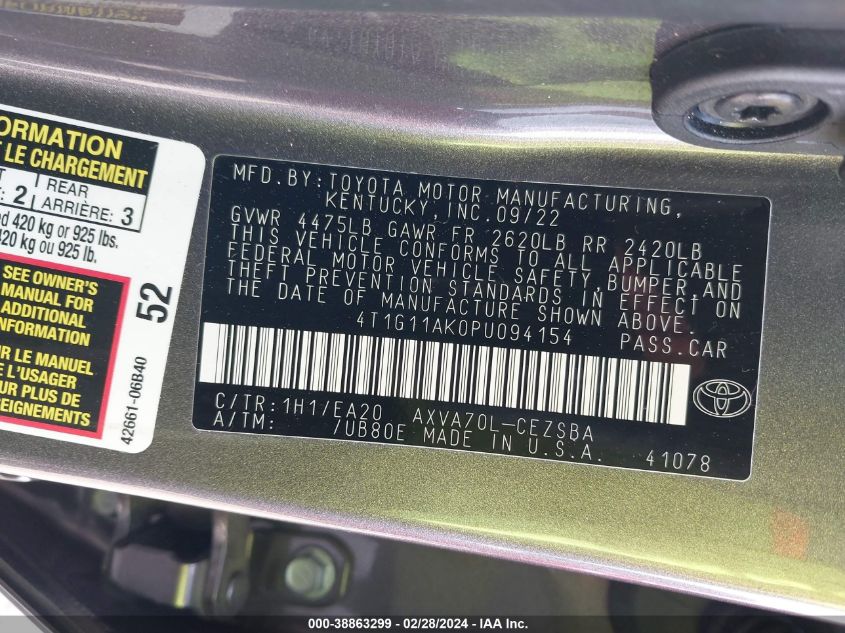 ORMATION
LE CHARGEMENT
2 REAR
ARRIÈRE: 3
nd 420 kg or 925 lbs.
420 kg ou 925 lb.
SEE OWNER'S
MANUAL FOR
ADDITIONAL
INFORMATION
LE MANUEL
L'USAGER
PLUS DE
SEIGNEMENTS
52
42661-06B40
MFD. BY: TOYOTA MOTOR MANUFACTURING,
KENTUCKY, INC. 09/22
GVWR 4475LB GAWR FR 2620LB RR 2420LB
THIS VEHICLE CONFORMS TO ALL APPLICABLE
FEDERAL MOTOR VEHICLE SAFETY, BUMPER, AND
THEFT PREVENTION STANDARDS IN EFFECT ON
THE DATE OF MANUFACTURE SHOWN ABOVE.
4T1G11AK0PU094154 PASS.CAR
C/TR: 1H1/EA20 AXVA70L-CEZSBA
A/TM: 7UB80E MADE IN U.S.A.
41078
000-38863299 - 02/28/2024 - IAA Inc.